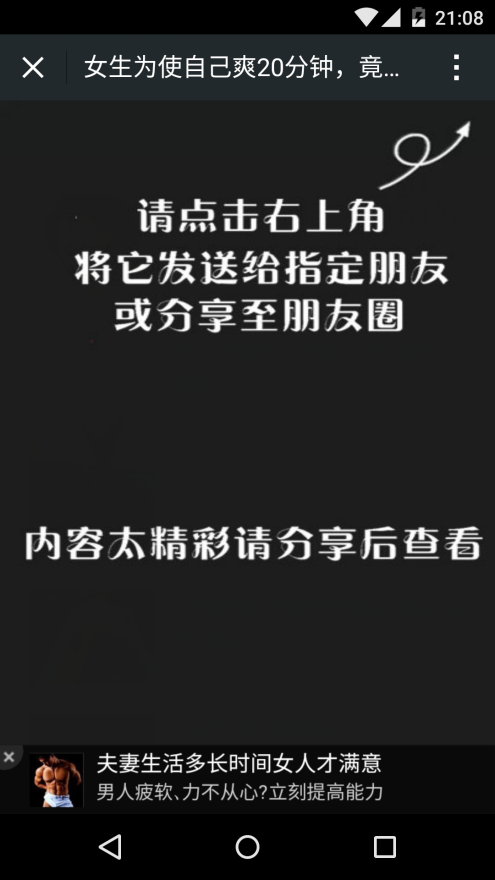 21:08
女生为使自己爽20分钟，竟...
请点击右上角
将它发送给指定朋友
或分享至朋友圈
内容太精彩请分享后查看
夫妻生活多长时间女人才满意
男人疲软、力不从心?立刻提高能力